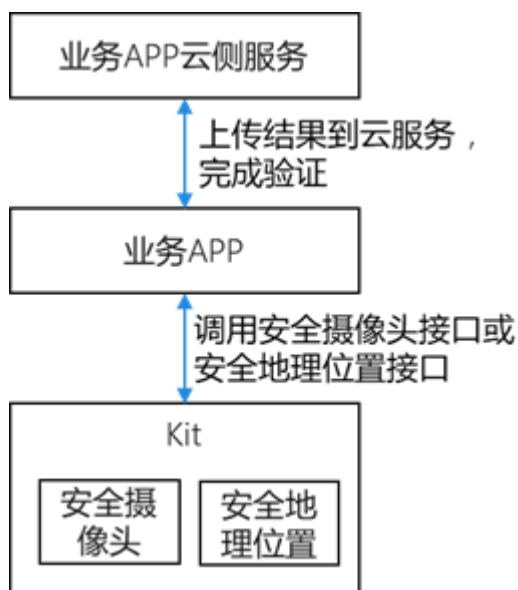 业务APP云侧服务
上传结果到云服务，
完成验证
业务APP
调用安全摄像头接口或
安全地理位置接口
Kit
安全摄
像头
安全地
理位置